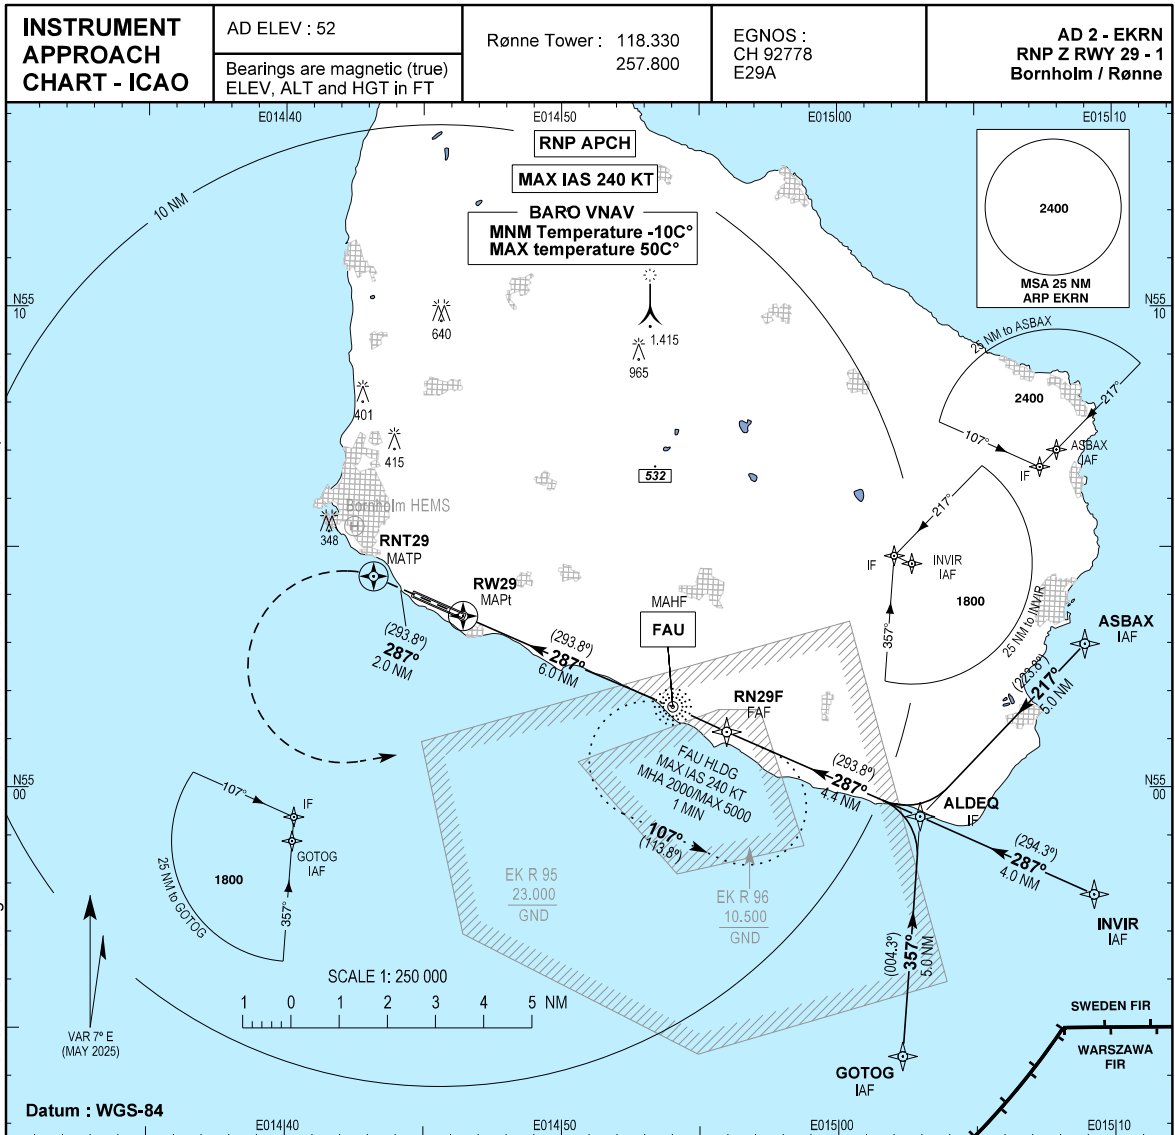 INSTRUMENT
APPROACH
CHART - ICAO
AD ELEV : 52
Bearings are magnetic (true)
ELEV, ALT and HGT in FT
Rønne Tower : 118.330
257.800
EGNOS :
CH 92778
E29A
AD 2 - EKRN
RNP Z RWY 29 - 1
Bornholm / Rønne
E014|40
E014|50
E015|00
E015|10
RNP APCH
MAX IAS 240 KT
BARO VNAV
MNM Temperature -10C°
MAX temperature 50C°
10 NM
2400
MSA 25 NM
ARP EKRN
N55
10
N55
10
640
1.415
965
401
415
532
348
Bornholm HEMS
25 NM to ASBAX
2400
217°
107°
ASBAX
IAF
IF
217°
IF
INVIR
IAF
1800
357°
25 NM to INVIR
RNT29
MATP
RW29
MAPt
MAHF
FAU
(293.8°)
287°
2.0 NM
(293.8°)
287°
6.0 NM
RN29F
FAF
ASBAX
IAF
(223.8°)
217°
5.0 NM
FAU HLDG
MAX IAS 240 KT
MHA 2000/MAX 5000
1 MIN
107°
(113.8°)
(293.8°)
287°
4.4 NM
ALDEQ
IF
(294.3°)
287°
4.0 NM
INVIR
IAF
N55
00
N55
00
107°
IF
GOTOG
IAF
1800
357°
25 NM to GOTOG
EK R 95
23.000
GND
EK R 96
10.500
GND
(004.3°)
357°
5.0 NM
GOTOG
IAF
SCALE 1: 250 000
1 0 1 2 3 4 5 NM
VAR 7° E
(MAY 2025)
SWEDEN FIR
WARSZAWA
FIR
Datum : WGS-84
E014|40
E014|50
E015|00
E015|10